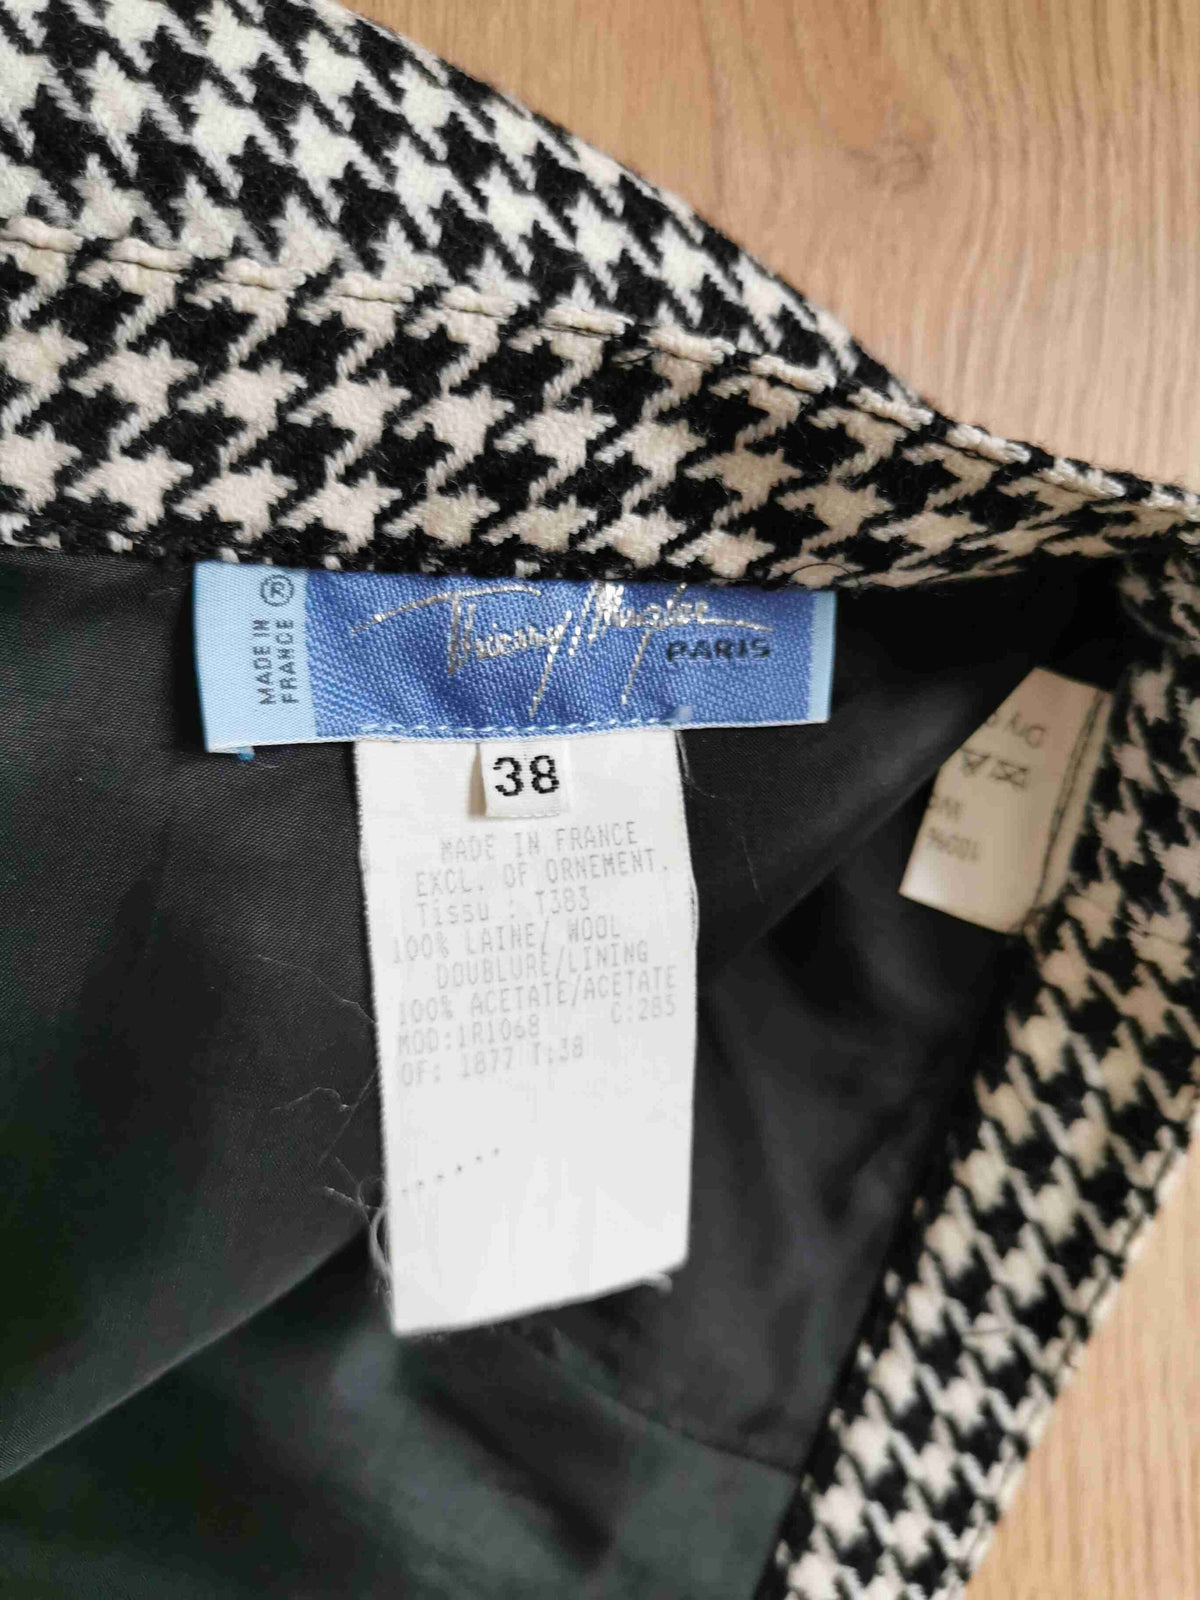 MADE IN
FRANCE ®
Thierry Mugler
PARIS
38
MADE IN FRANCE
EXCL. OF ORNEMENT.
Tissu : T383
100% LAINE/ WOOL
DOUBLURE/LINING
100% ACETATE/ACETATE
MOD:1R1068 C:285
OF: 1877 T:38
Dry